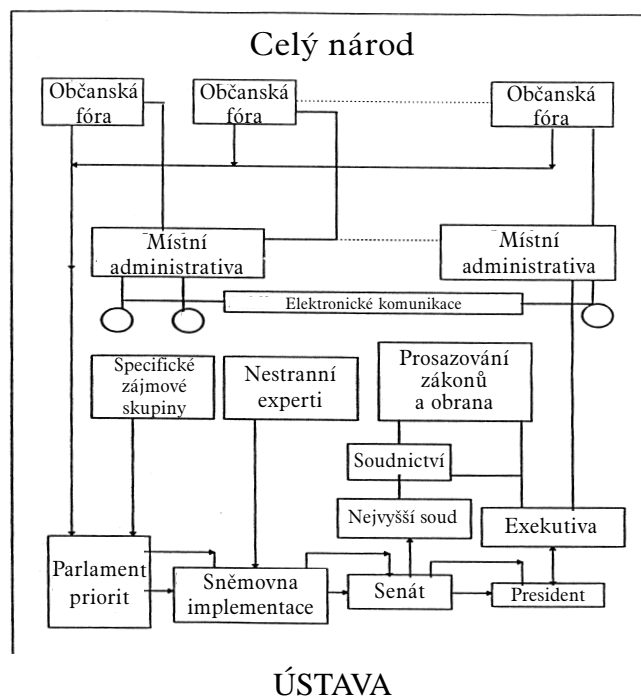 Celý národ
Občanská
fóra
Občanská
fóra
Občanská
fóra
Místní
administrativa
Místní
administrativa
Elektronické komunikace
Specifické
zájmové
skupiny
Nestranní
experti
Prosazování
zákonů
a obrana
Soudnictví
Nejvyšší soud
Exekutiva
Parlament
priorit
Sněmovna
implementace
Senát
President
ÚSTAVA